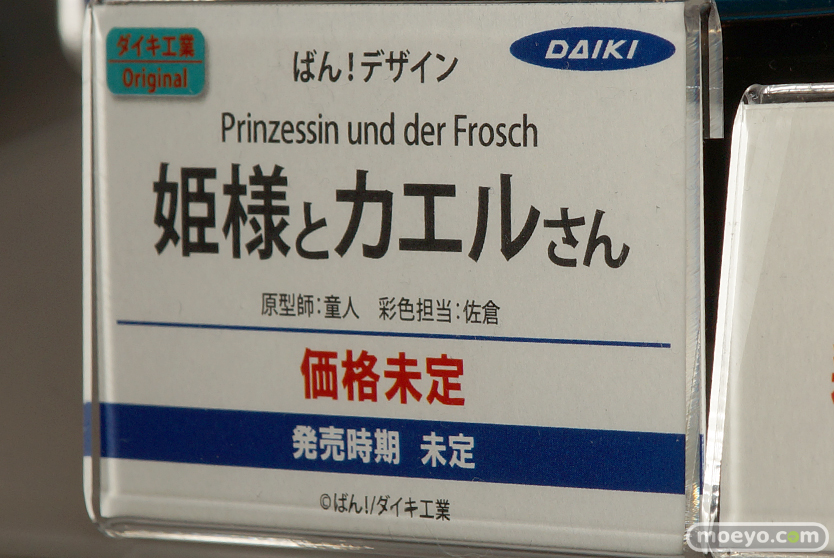 ダイキ工業
Original
DAIKI
ばん!デザイン
Prinzessin und der Frosch
姫様とカエルさん
原型師:童人 彩色担当:佐倉
価格未定
発売時期 未定
©ばん!/ダイキ工業
moeyo.com